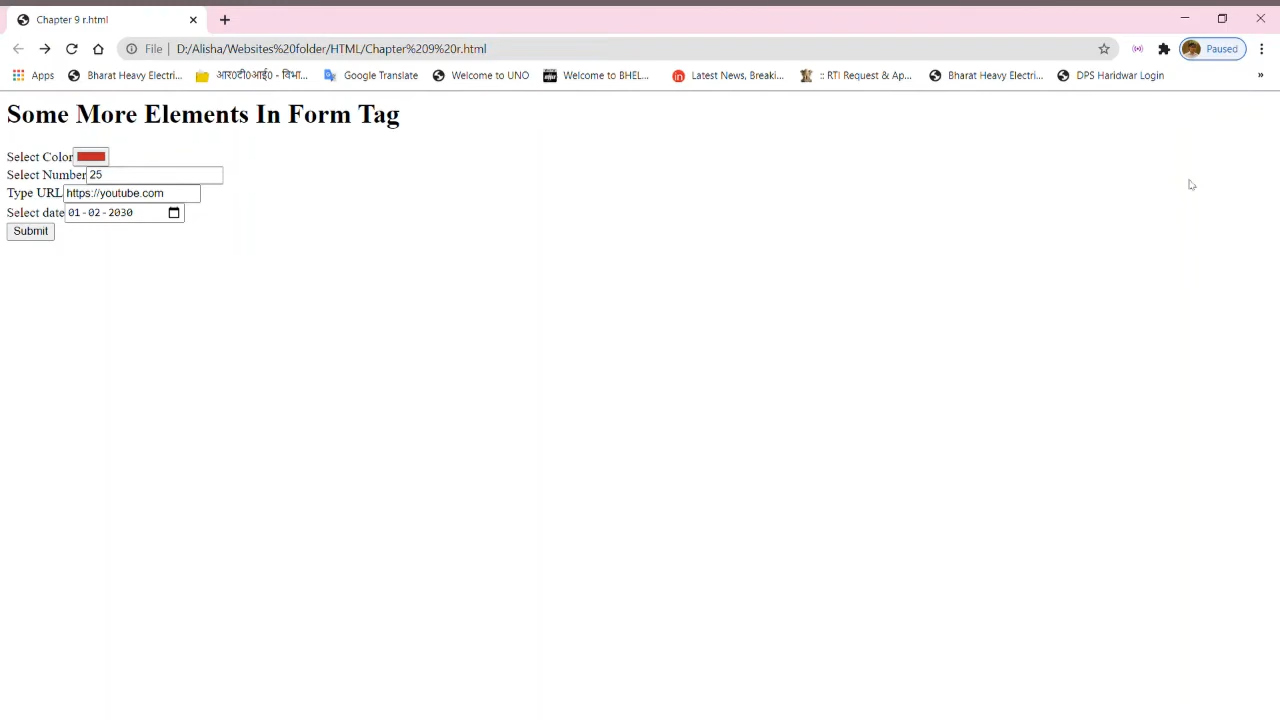 Chapter 9 r.html
File | D:/Alisha/Websites%20folder/HTML/Chapter%209%20r.html
Paused
Apps Bharat Heavy Electri... आर0टी0आई0 - विभा... Google Translate Welcome to UNO Welcome to BHEL... Latest News, Breaki... :: RTI Request & Ap... Bharat Heavy Electri... DPS Haridwar Login »
Some More Elements In Form Tag
Select Color
Select Number 25
Type URL https://youtube.com
Select date 01-02-2030
Submit